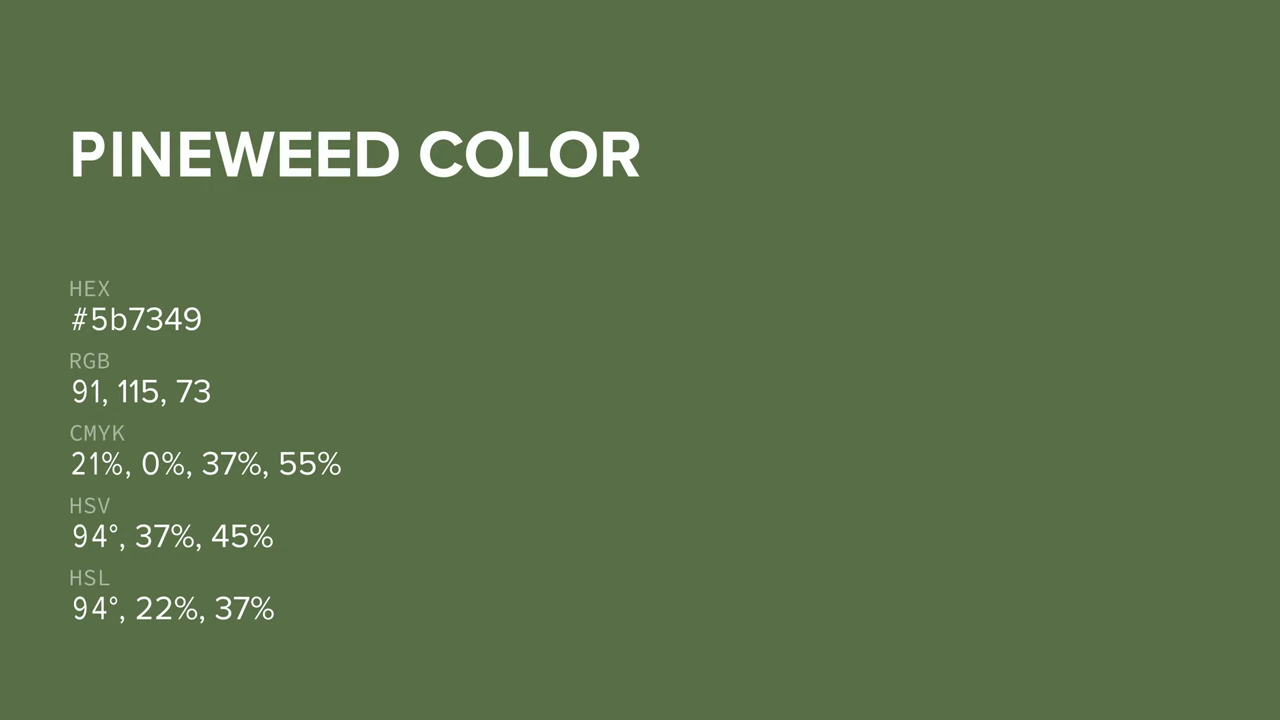 PINEWEED COLOR
HEX
#5b7349
RGB
91, 115, 73
CMYK
21%, 0%, 37%, 55%
HSV
94°, 37%, 45%
HSL
94°, 22%, 37%